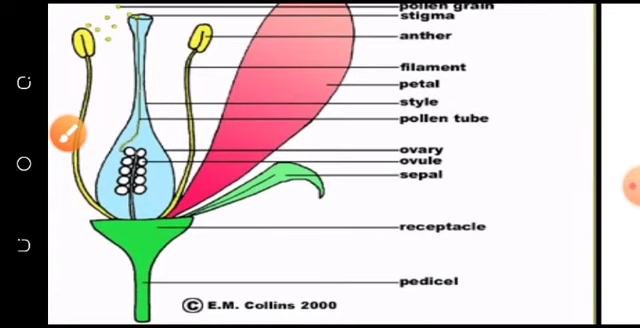 pollen grain
stigma
anther
filament
petal
style
pollen tube
ovary
ovule
sepal
receptacle
pedicel
© E.M. Collins 2000